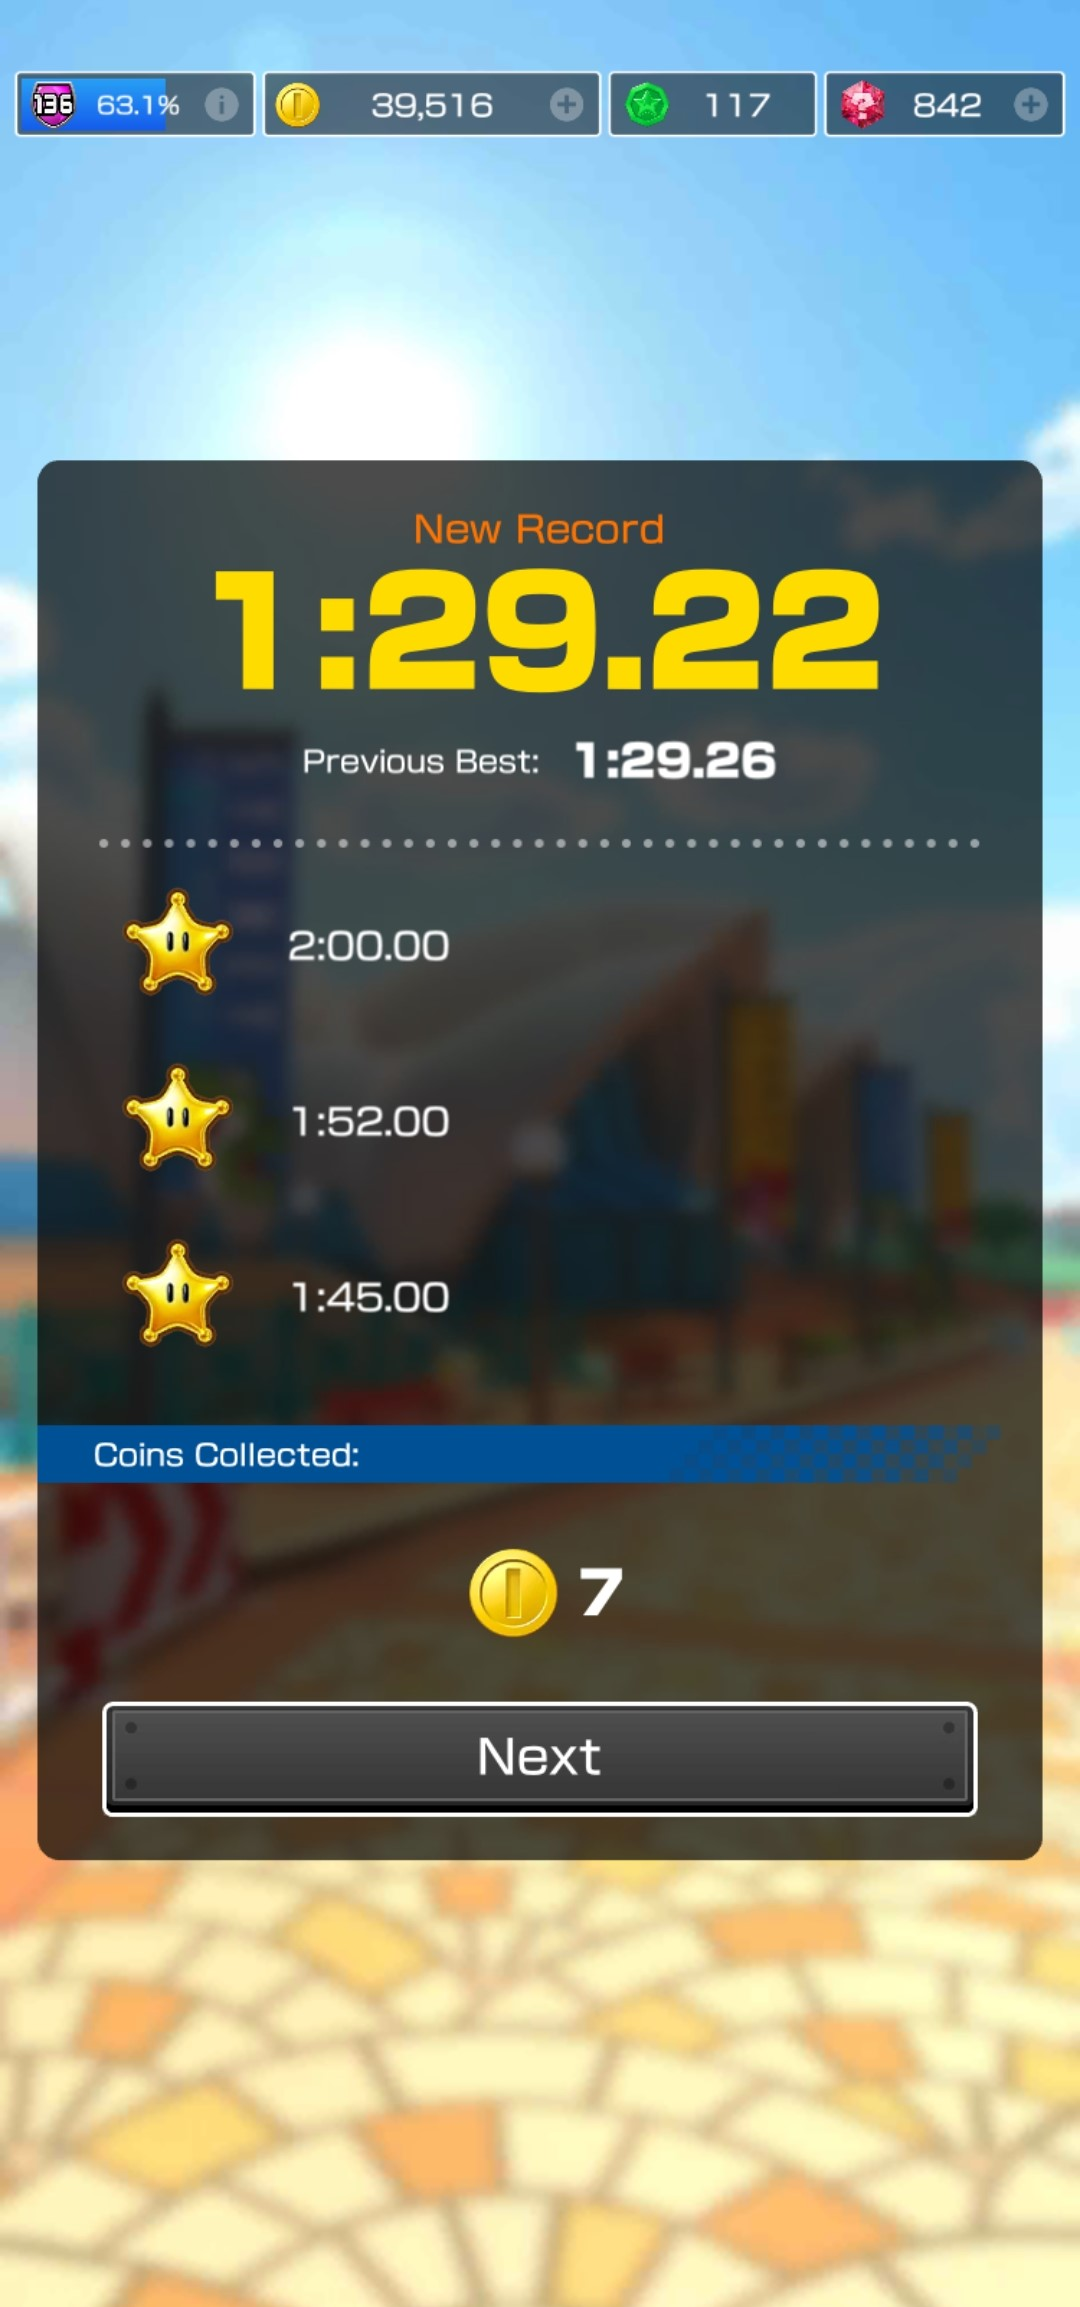 136 63.1% i 39,516 + 117 ? 842 +
New Record
1:29.22
Previous Best: 1:29.26
2:00.00
1:52.00
1:45.00
Coins Collected:
7
Next